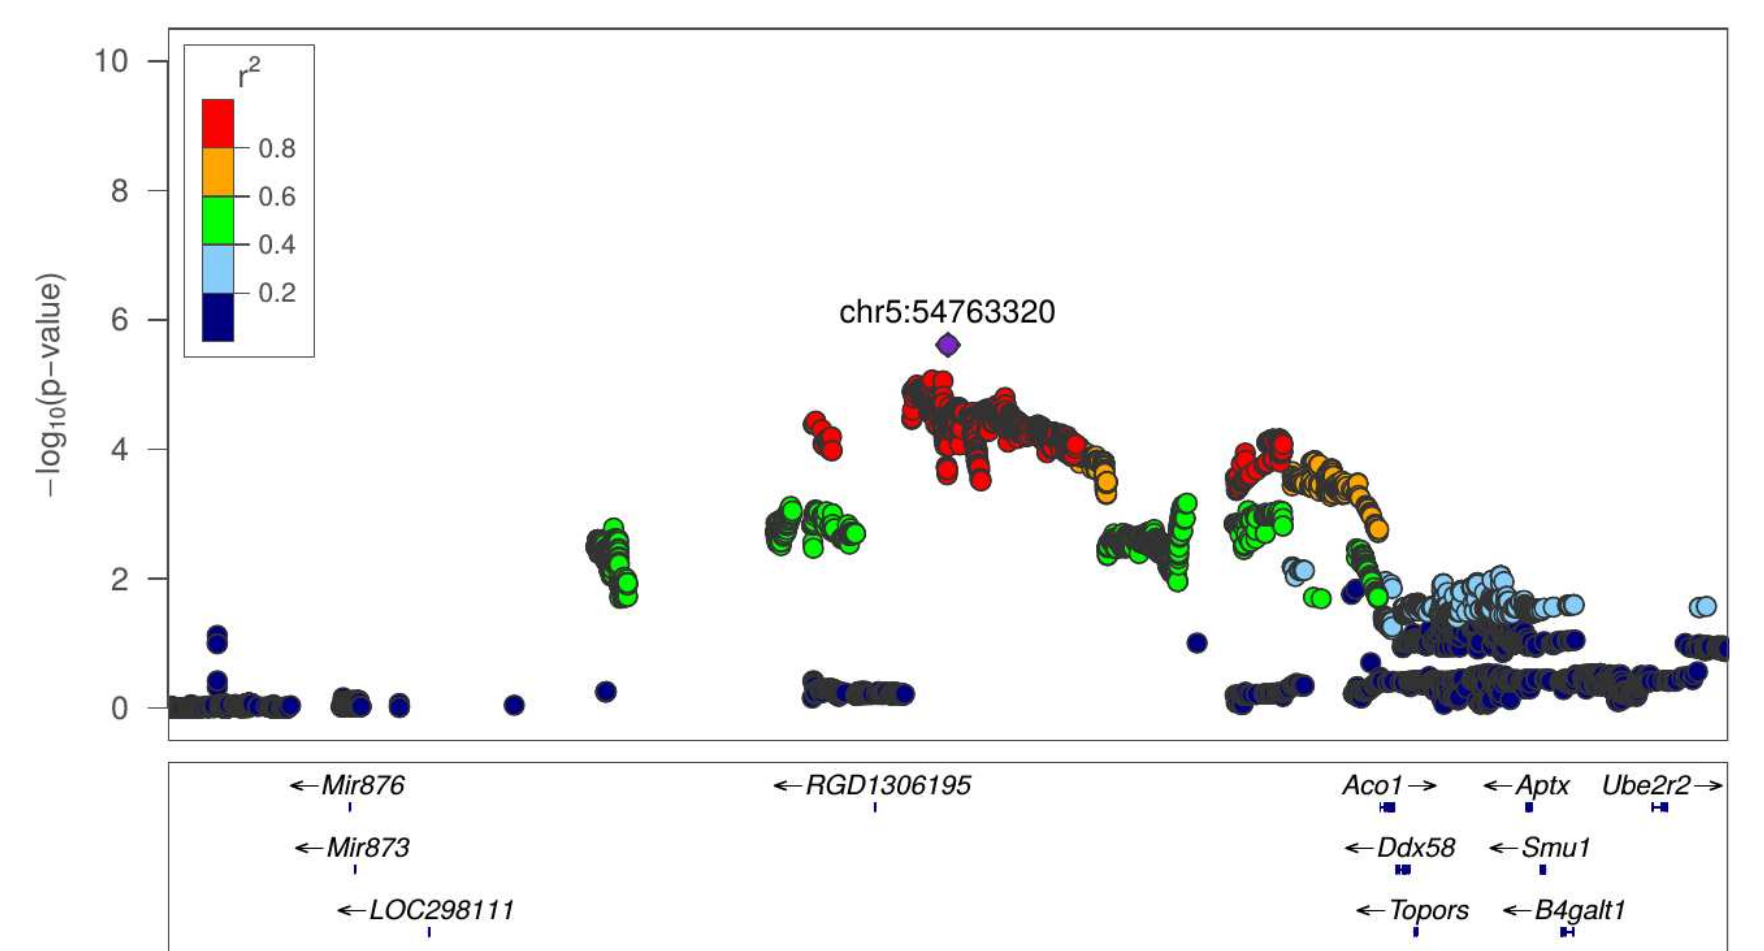 10
r2
0.8
8
0.6
0.4
0.2
6
chr5:54763320
−log10(p−value)
4
2
0
←Mir876
←RGD1306195
Aco1→
←Aptx
Ube2r2→
←Mir873
←Ddx58
←Smu1
←LOC298111
←Topors
←B4galt1